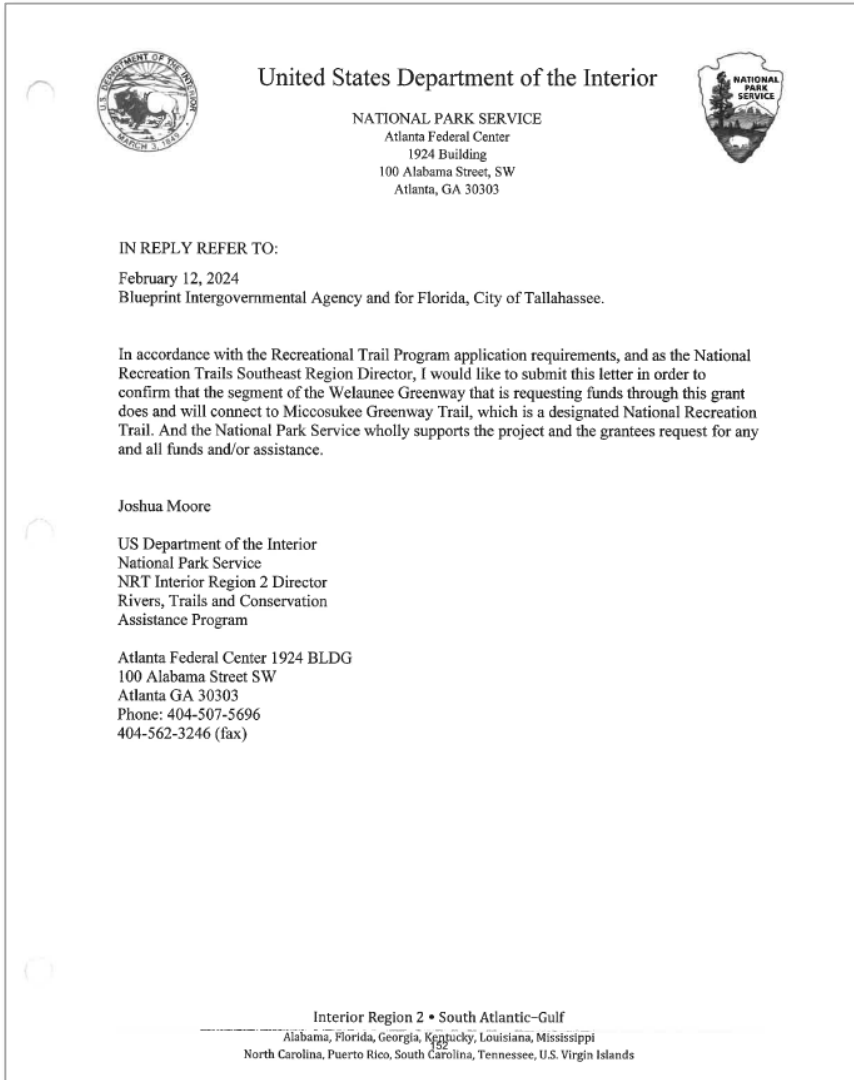 U.S. DEPARTMENT OF THE INTERIOR
MARCH 3, 1849
United States Department of the Interior
NATIONAL
PARK
SERVICE
NATIONAL PARK SERVICE
Atlanta Federal Center
1924 Building
100 Alabama Street, SW
Atlanta, GA 30303
IN REPLY REFER TO:
February 12, 2024
Blueprint Intergovernmental Agency and for Florida, City of Tallahassee.
In accordance with the Recreational Trail Program application requirements, and as the National
Recreation Trails Southeast Region Director, I would like to submit this letter in order to
confirm that the segment of the Welaunee Greenway that is requesting funds through this grant
does and will connect to Miccosukee Greenway Trail, which is a designated National Recreation
Trail. And the National Park Service wholly supports the project and the grantees request for any
and all funds and/or assistance.
Joshua Moore
US Department of the Interior
National Park Service
NRT Interior Region 2 Director
Rivers, Trails and Conservation
Assistance Program
Atlanta Federal Center 1924 BLDG
100 Alabama Street SW
Atlanta GA 30303
Phone: 404-507-5696
404-562-3246 (fax)
Interior Region 2 • South Atlantic–Gulf
Alabama, Florida, Georgia, Kentucky, Louisiana, Mississippi
152
North Carolina, Puerto Rico, South Carolina, Tennessee, U.S. Virgin Islands